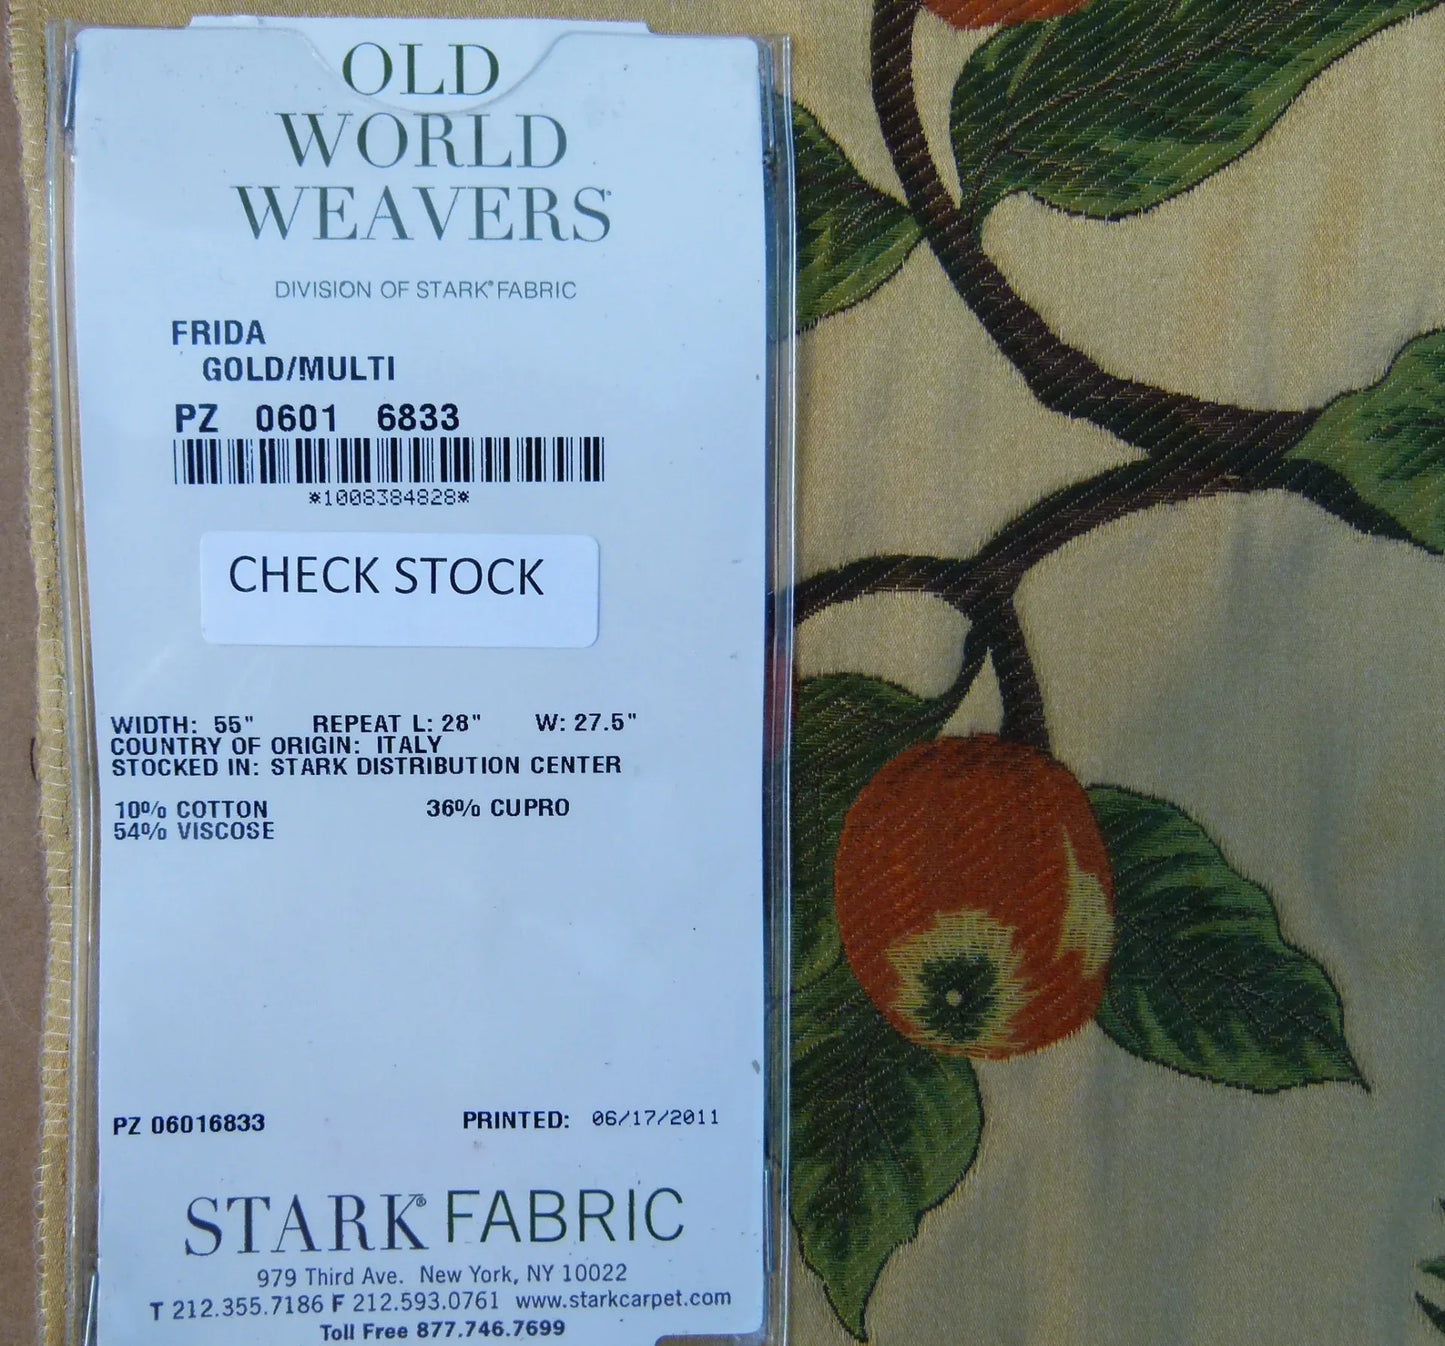 OLD
WORLD
WEAVERS
DIVISION OF STARK® FABRIC
FRIDA
GOLD/MULTI
PZ 0601 6833
*1008384828*
CHECK STOCK
WIDTH: 55" REPEAT L: 28" W: 27.5"
COUNTRY OF ORIGIN: ITALY
STOCKED IN: STARK DISTRIBUTION CENTER
10% COTTON 36% CUPRO
54% VISCOSE
PZ 06016833 PRINTED: 06/17/2011
STARK® FABRIC
979 Third Ave. New York, NY 10022
T 212.355.7186 F 212.593.0761 www.starkcarpet.com
Toll Free 877.746.7699